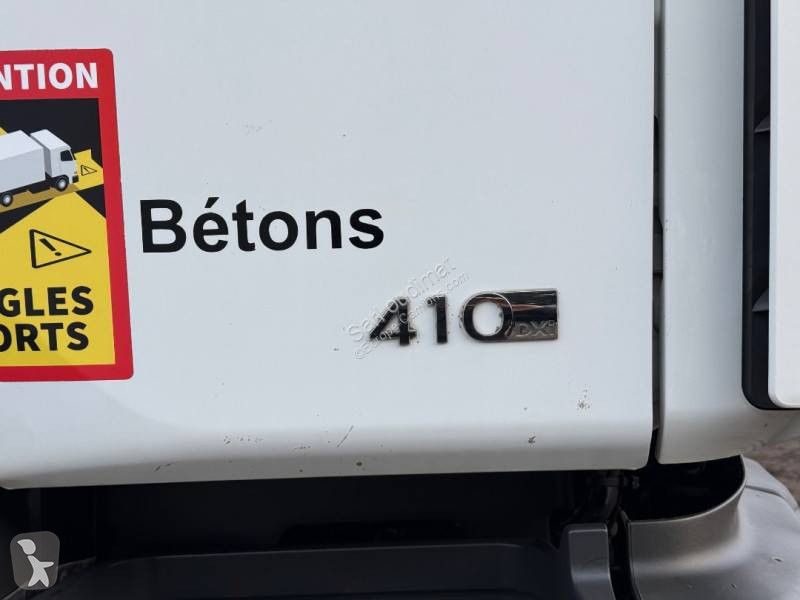 NTION
Bétons
GLES
ORTS
410 DXi